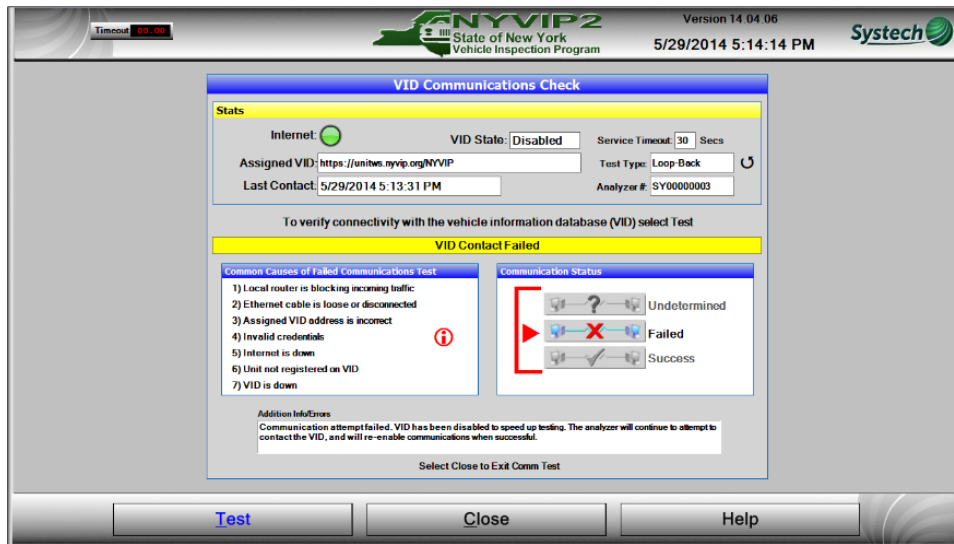 Timeout 00.00
NYVIP2
State of New York
Vehicle Inspection Program
Version 14.04.06
5/29/2014 5:14:14 PM
Systech
VID Communications Check
Stats
Internet:
VID State: Disabled
Service Timeout: 30 Secs
Assigned VID: https://unitws.nyvip.org/NYVIP
Test Type: Loop-Back
Last Contact: 5/29/2014 5:13:31 PM
Analyzer #: SY00000003
To verify connectivity with the vehicle information database (VID) select Test
VID Contact Failed
Common Causes of Failed Communications Test
1) Local router is blocking incoming traffic
2) Ethernet cable is loose or disconnected
3) Assigned VID address is incorrect
4) Invalid credentials
5) Internet is down
6) Unit not registered on VID
7) VID is down
Communication Status
Undetermined
Failed
Success
Addition Info/Errors
Communication attempt failed. VID has been disabled to speed up testing. The analyzer will continue to attempt to
contact the VID, and will re-enable communications when successful.
Select Close to Exit Comm Test
Test
Close
Help